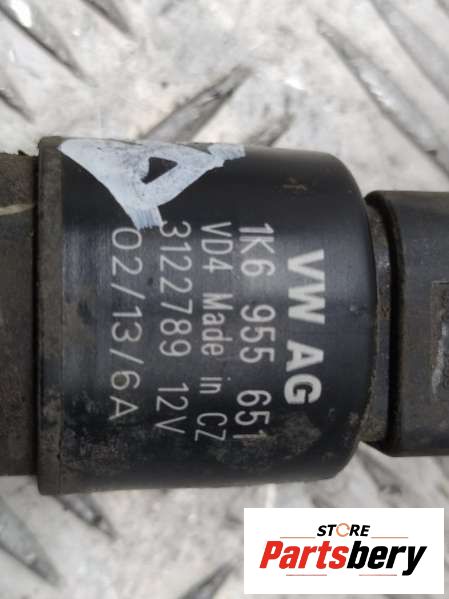 VW AG
1K6 955 651
VD4 Made in CZ
3122789 12V
02/13/6A
STORE
Partsbery